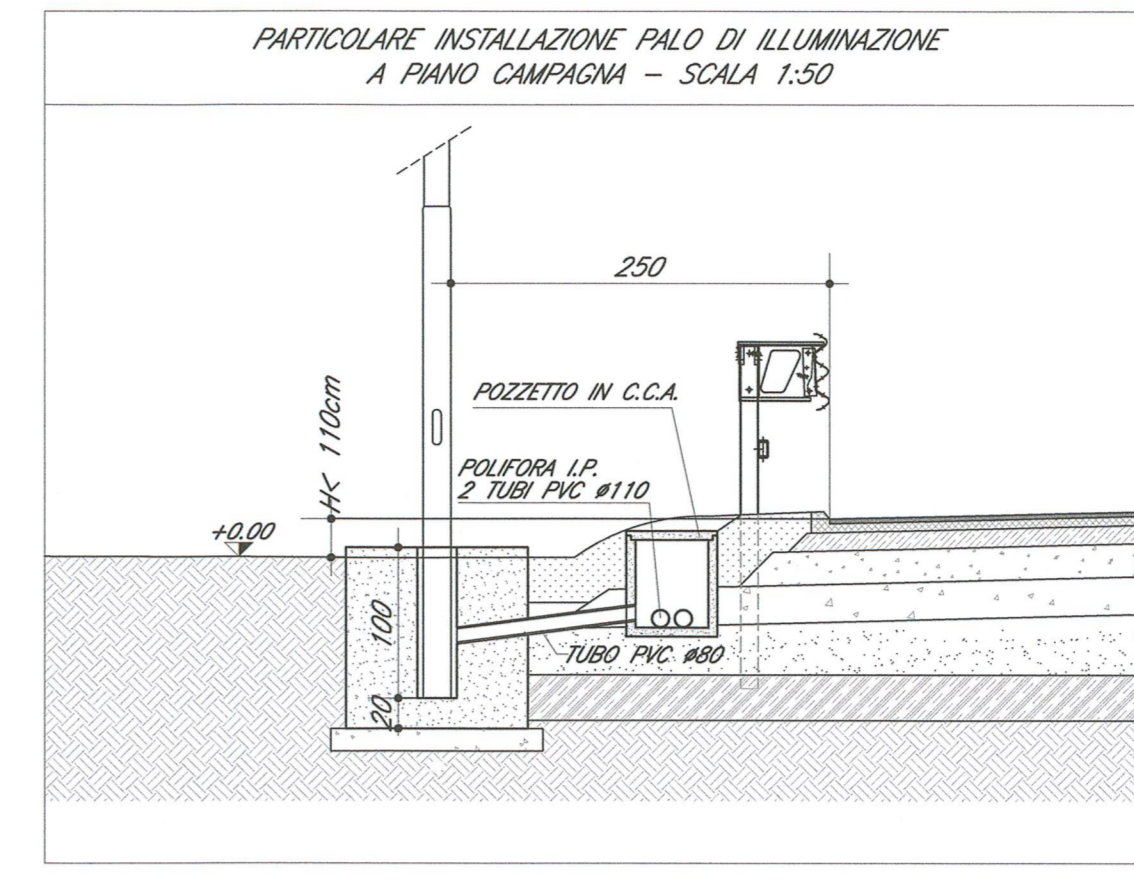 PARTICOLARE INSTALLAZIONE PALO DI ILLUMINAZIONE
A PIANO CAMPAGNA – SCALA 1:50
250
POZZETTO IN C.C.A.
H< 110cm
POLIFORA I.P.
2 TUBI PVC ø110
+0.00
100
TUBO PVC ø80
20